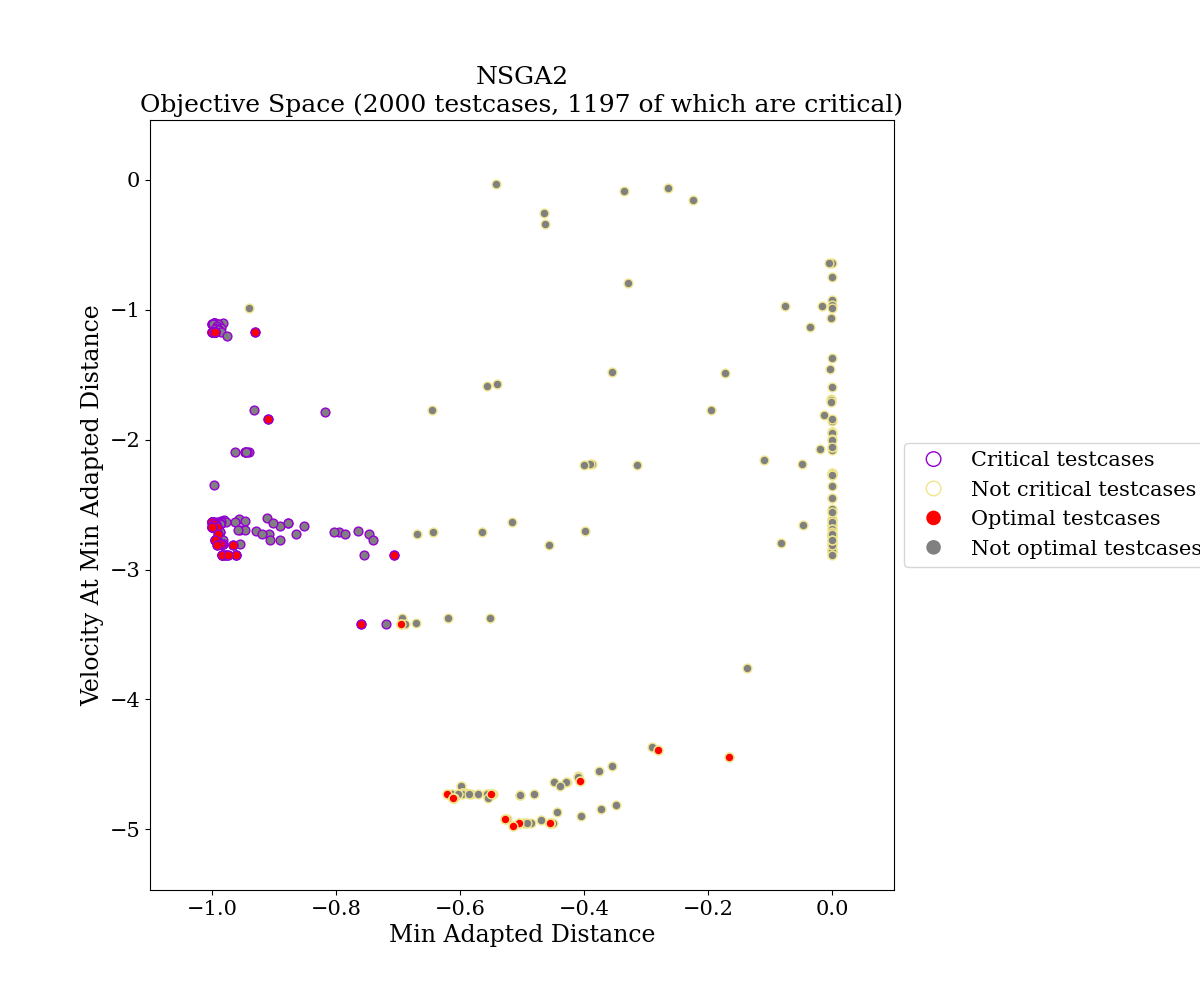 NSGA2
Objective Space (2000 testcases, 1197 of which are critical)
0
−1
−2
−3
−4
−5
Velocity At Min Adapted Distance
−1.0 −0.8 −0.6 −0.4 −0.2 0.0
Min Adapted Distance
Critical testcases
Not critical testcases
Optimal testcases
Not optimal testcases